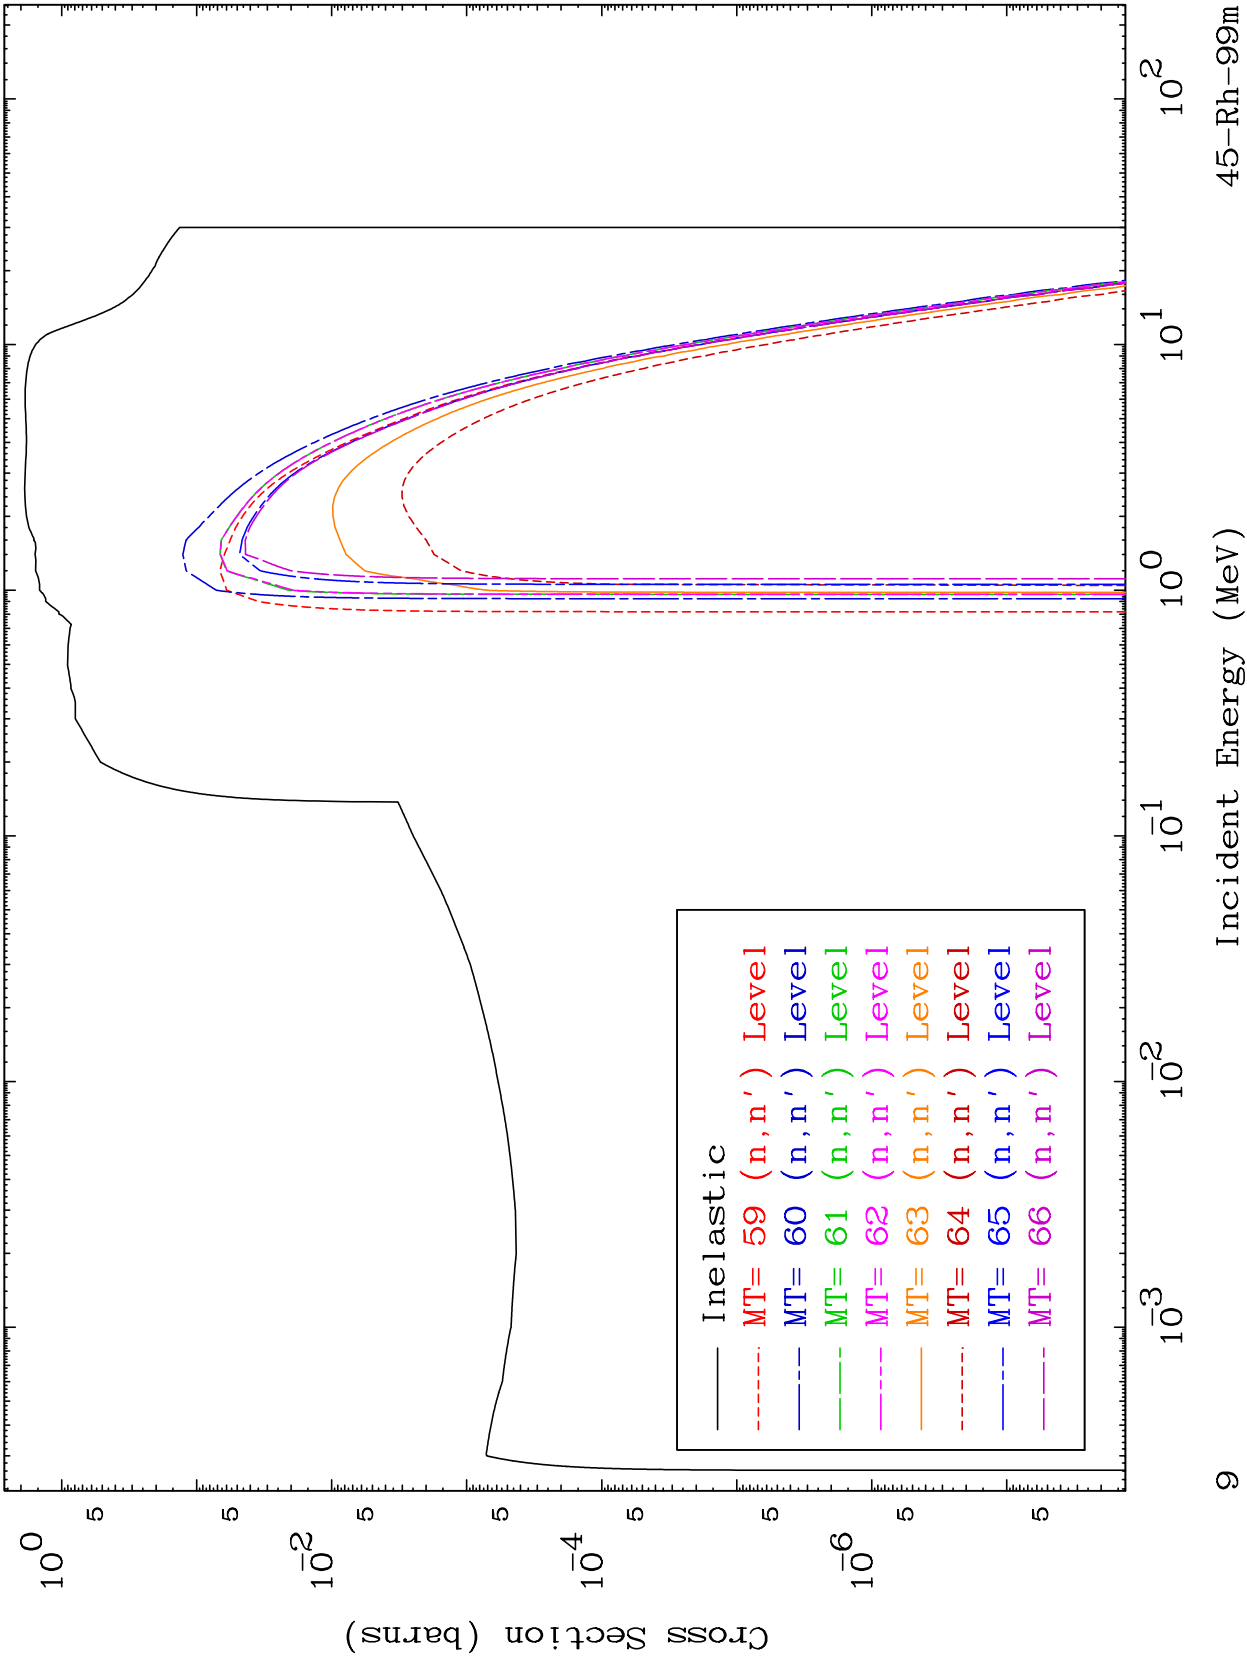 Cross Section (barns)
10^0
5
5
10^-2
5
5
10^-4
5
5
10^-6
5
5
Inelastic
MT= 59 (n,n') Level
MT= 60 (n,n') Level
MT= 61 (n,n') Level
MT= 62 (n,n') Level
MT= 63 (n,n') Level
MT= 64 (n,n') Level
MT= 65 (n,n') Level
MT= 66 (n,n') Level
10^-3
10^-2
10^-1
10^0
10^1
10^2
Incident Energy (MeV)
9
45-Rh-99m